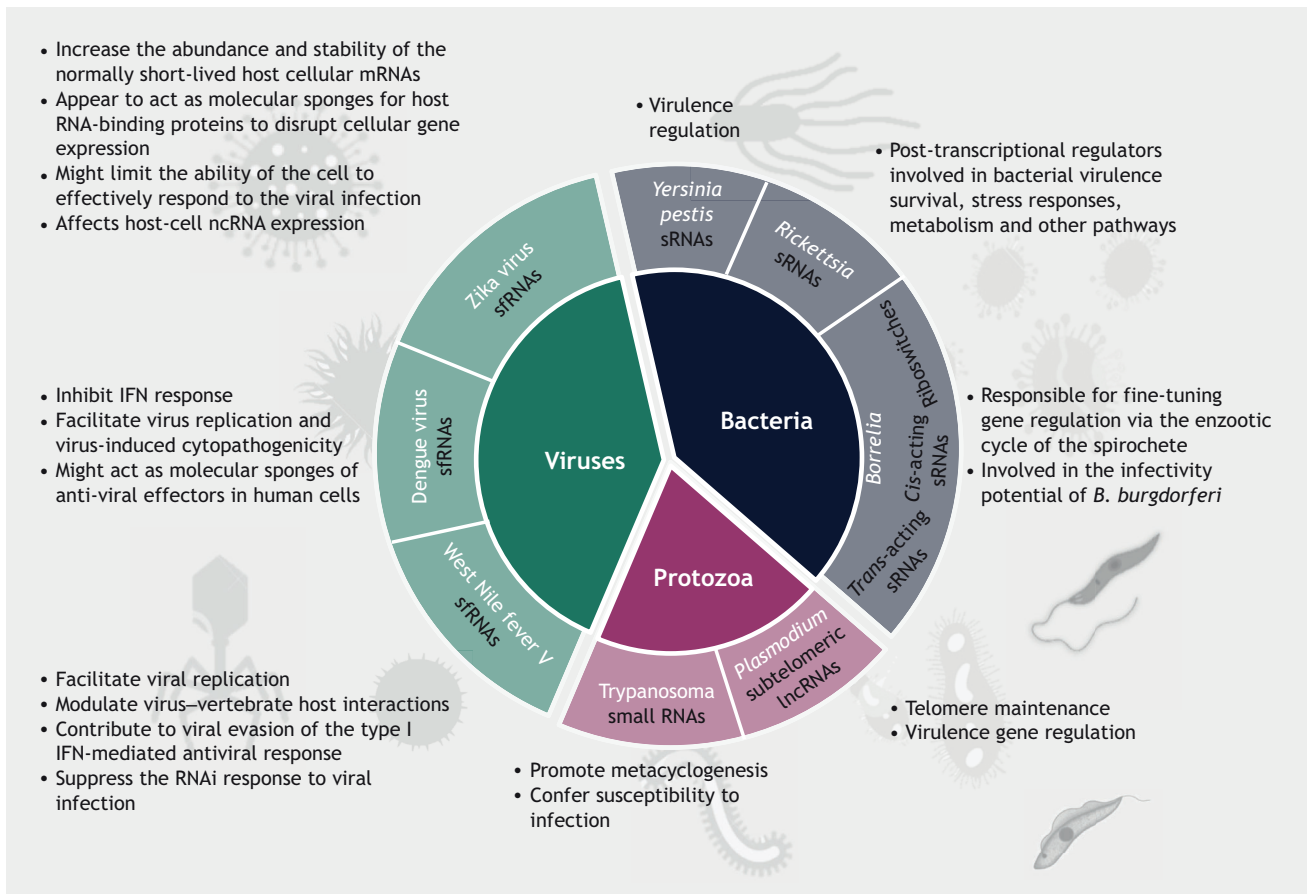 • Increase the abundance and stability of the
normally short-lived host cellular mRNAs
• Appear to act as molecular sponges for host
RNA-binding proteins to disrupt cellular gene
expression
• Might limit the ability of the cell to
effectively respond to the viral infection
• Affects host-cell ncRNA expression
• Virulence
regulation
• Post-transcriptional regulators
involved in bacterial virulence
survival, stress responses,
metabolism and other pathways
Yersinia
pestis
sRNAs
Rickettsia
sRNAs
Zika virus
sfRNAs
Dengue virus
sfRNAs
West Nile fever V
sfRNAs
Viruses
Bacteria
Protozoa
Borrelia
Riboswitches
Cis-acting
sRNAs
Trans-acting
sRNAs
Trypanosoma
small RNAs
Plasmodium
subtelomeric
lncRNAs
• Inhibit IFN response
• Facilitate virus replication and
virus-induced cytopathogenicity
• Might act as molecular sponges of
anti-viral effectors in human cells
• Responsible for fine-tuning
gene regulation via the enzootic
cycle of the spirochete
• Involved in the infectivity
potential of B. burgdorferi
• Facilitate viral replication
• Modulate virus–vertebrate host interactions
• Contribute to viral evasion of the type I
IFN-mediated antiviral response
• Suppress the RNAi response to viral
infection
• Promote metacyclogenesis
• Confer susceptibility to
infection
• Telomere maintenance
• Virulence gene regulation